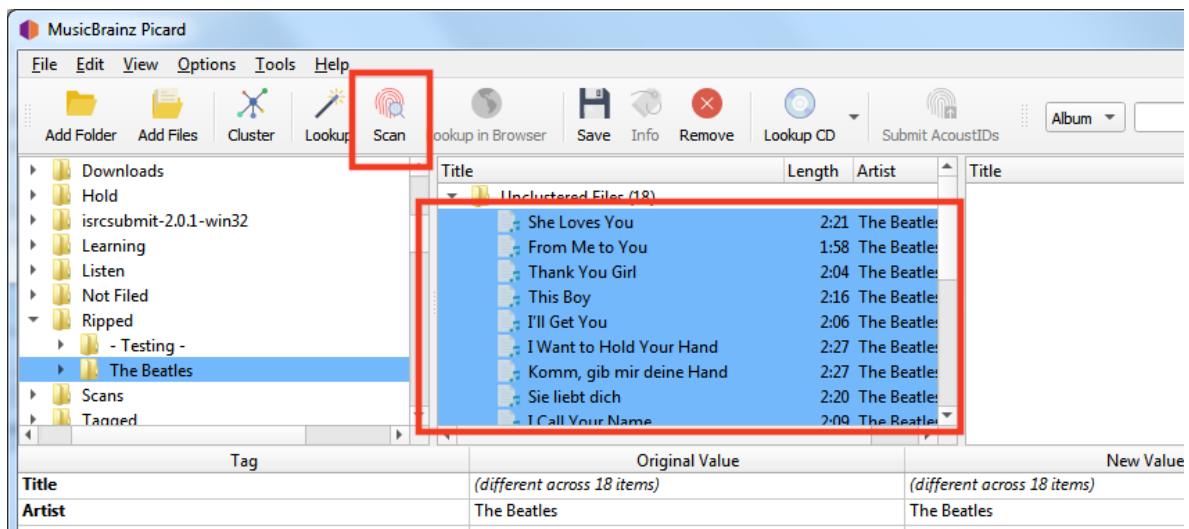 MusicBrainz Picard
File Edit View Options Tools Help
Add Folder Add Files Cluster Lookup Scan ookup in Browser Save Info Remove Lookup CD Submit AcoustIDs Album
Downloads
Hold
isrcsubmit-2.0.1-win32
Learning
Listen
Not Filed
Ripped
- Testing -
The Beatles
Scans
Tagged
Title Length Artist
Unclustered Files (18)
She Loves You 2:21 The Beatles
From Me to You 1:58 The Beatles
Thank You Girl 2:04 The Beatles
This Boy 2:16 The Beatles
I'll Get You 2:06 The Beatles
I Want to Hold Your Hand 2:27 The Beatles
Komm, gib mir deine Hand 2:27 The Beatles
Sie liebt dich 2:20 The Beatles
I Call Your Name 2:09 The Beatles
Title
Tag Original Value New Value
Title (different across 18 items) (different across 18 items)
Artist The Beatles The Beatles